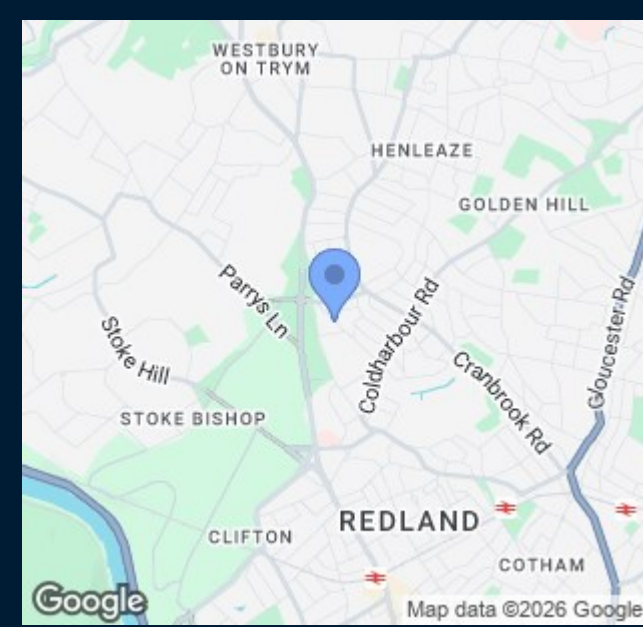 WESTBURY
ON TRYM
HENLEAZE
GOLDEN HILL
Parrys Ln
Coldharbour Rd
Gloucester Rd
Stoke Hill
Cranbrook Rd
STOKE BISHOP
REDLAND
CLIFTON
COTHAM
Google
Map data ©2026 Google